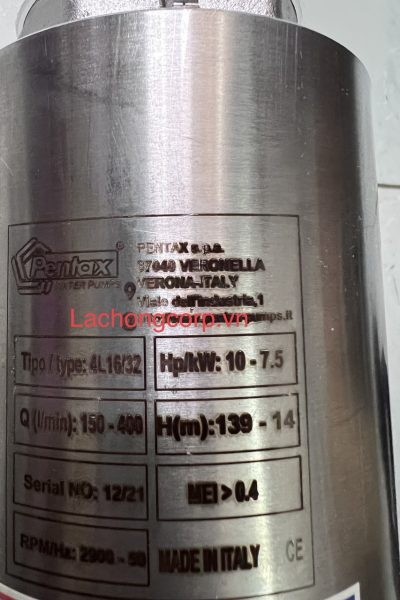 Pentax®
WATER PUMPS
PENTAX s.p.a.
37040 VERONELLA
VERONA-ITALY
Viale dell'industria,1
Lachongcorp.vn
Tipo / type: 4L16/32
Hp/kW: 10 - 7.5
Q (l/min): 150 - 400
H(m):139 - 14
Serial NO: 12/21
MEI > 0.4
RPM/Hz: 2900 - 50
MADE IN ITALY
CE